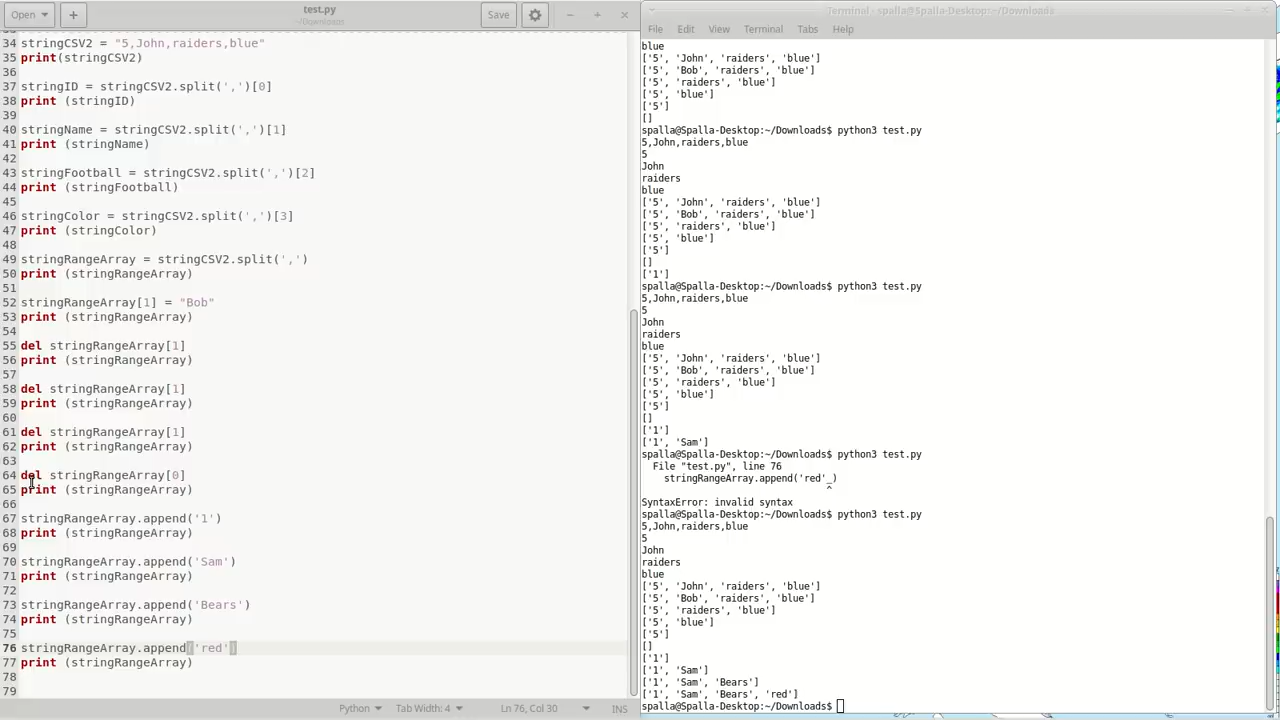 Open
+
test.py
~/Downloads
Save
34 stringCSV2 = "5,John,raiders,blue"
35 print(stringCSV2)
36
37 stringID = stringCSV2.split(',')[0]
38 print (stringID)
39
40 stringName = stringCSV2.split(',')[1]
41 print (stringName)
42
43 stringFootball = stringCSV2.split(',')[2]
44 print (stringFootball)
45
46 stringColor = stringCSV2.split(',')[3]
47 print (stringColor)
48
49 stringRangeArray = stringCSV2.split(',')
50 print (stringRangeArray)
51
52 stringRangeArray[1] = "Bob"
53 print (stringRangeArray)
54
55 del stringRangeArray[1]
56 print (stringRangeArray)
57
58 del stringRangeArray[1]
59 print (stringRangeArray)
60
61 del stringRangeArray[1]
62 print (stringRangeArray)
63
64 del stringRangeArray[0]
65 print (stringRangeArray)
66
67 stringRangeArray.append('1')
68 print (stringRangeArray)
69
70 stringRangeArray.append('Sam')
71 print (stringRangeArray)
72
73 stringRangeArray.append('Bears')
74 print (stringRangeArray)
75
76 stringRangeArray.append('red')
77 print (stringRangeArray)
78
79
Python Tab Width: 4 Ln 76, Col 30 INS
Terminal - spalla@Spalla-Desktop:~/Downloads
File Edit View Terminal Tabs Help
blue
['5', 'John', 'raiders', 'blue']
['5', 'Bob', 'raiders', 'blue']
['5', 'raiders', 'blue']
['5', 'blue']
['5']
[]
spalla@Spalla-Desktop:~/Downloads$ python3 test.py
5,John,raiders,blue
5
John
raiders
blue
['5', 'John', 'raiders', 'blue']
['5', 'Bob', 'raiders', 'blue']
['5', 'raiders', 'blue']
['5', 'blue']
['5']
[]
['1']
spalla@Spalla-Desktop:~/Downloads$ python3 test.py
5,John,raiders,blue
5
John
raiders
blue
['5', 'John', 'raiders', 'blue']
['5', 'Bob', 'raiders', 'blue']
['5', 'raiders', 'blue']
['5', 'blue']
['5']
[]
['1']
['1', 'Sam']
spalla@Spalla-Desktop:~/Downloads$ python3 test.py
File "test.py", line 76
stringRangeArray.append('red'_)
^
SyntaxError: invalid syntax
spalla@Spalla-Desktop:~/Downloads$ python3 test.py
5,John,raiders,blue
5
John
raiders
blue
['5', 'John', 'raiders', 'blue']
['5', 'Bob', 'raiders', 'blue']
['5', 'raiders', 'blue']
['5', 'blue']
['5']
[]
['1']
['1', 'Sam']
['1', 'Sam', 'Bears']
['1', 'Sam', 'Bears', 'red']
spalla@Spalla-Desktop:~/Downloads$